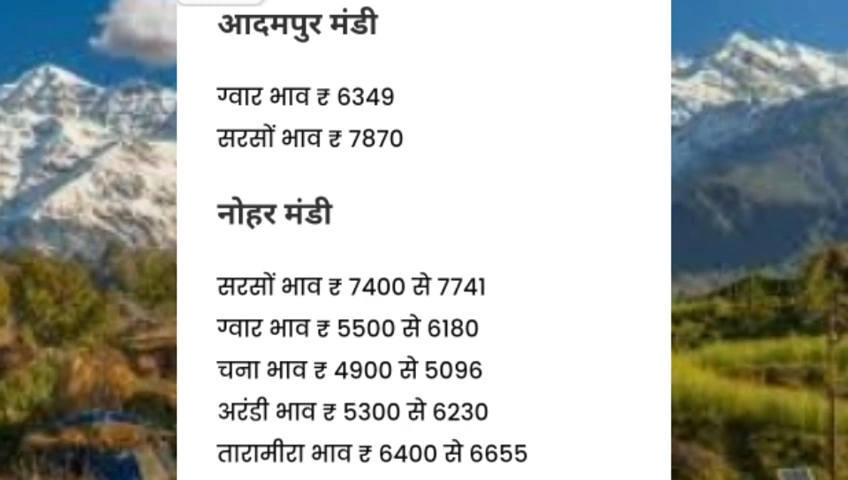 आदमपुर मंडी
ग्वार भाव ₹ 6349
सरसों भाव ₹ 7870
नोहर मंडी
सरसों भाव ₹ 7400 से 7741
ग्वार भाव ₹ 5500 से 6180
चना भाव ₹ 4900 से 5096
अरंडी भाव ₹ 5300 से 6230
तारामीरा भाव ₹ 6400 से 6655